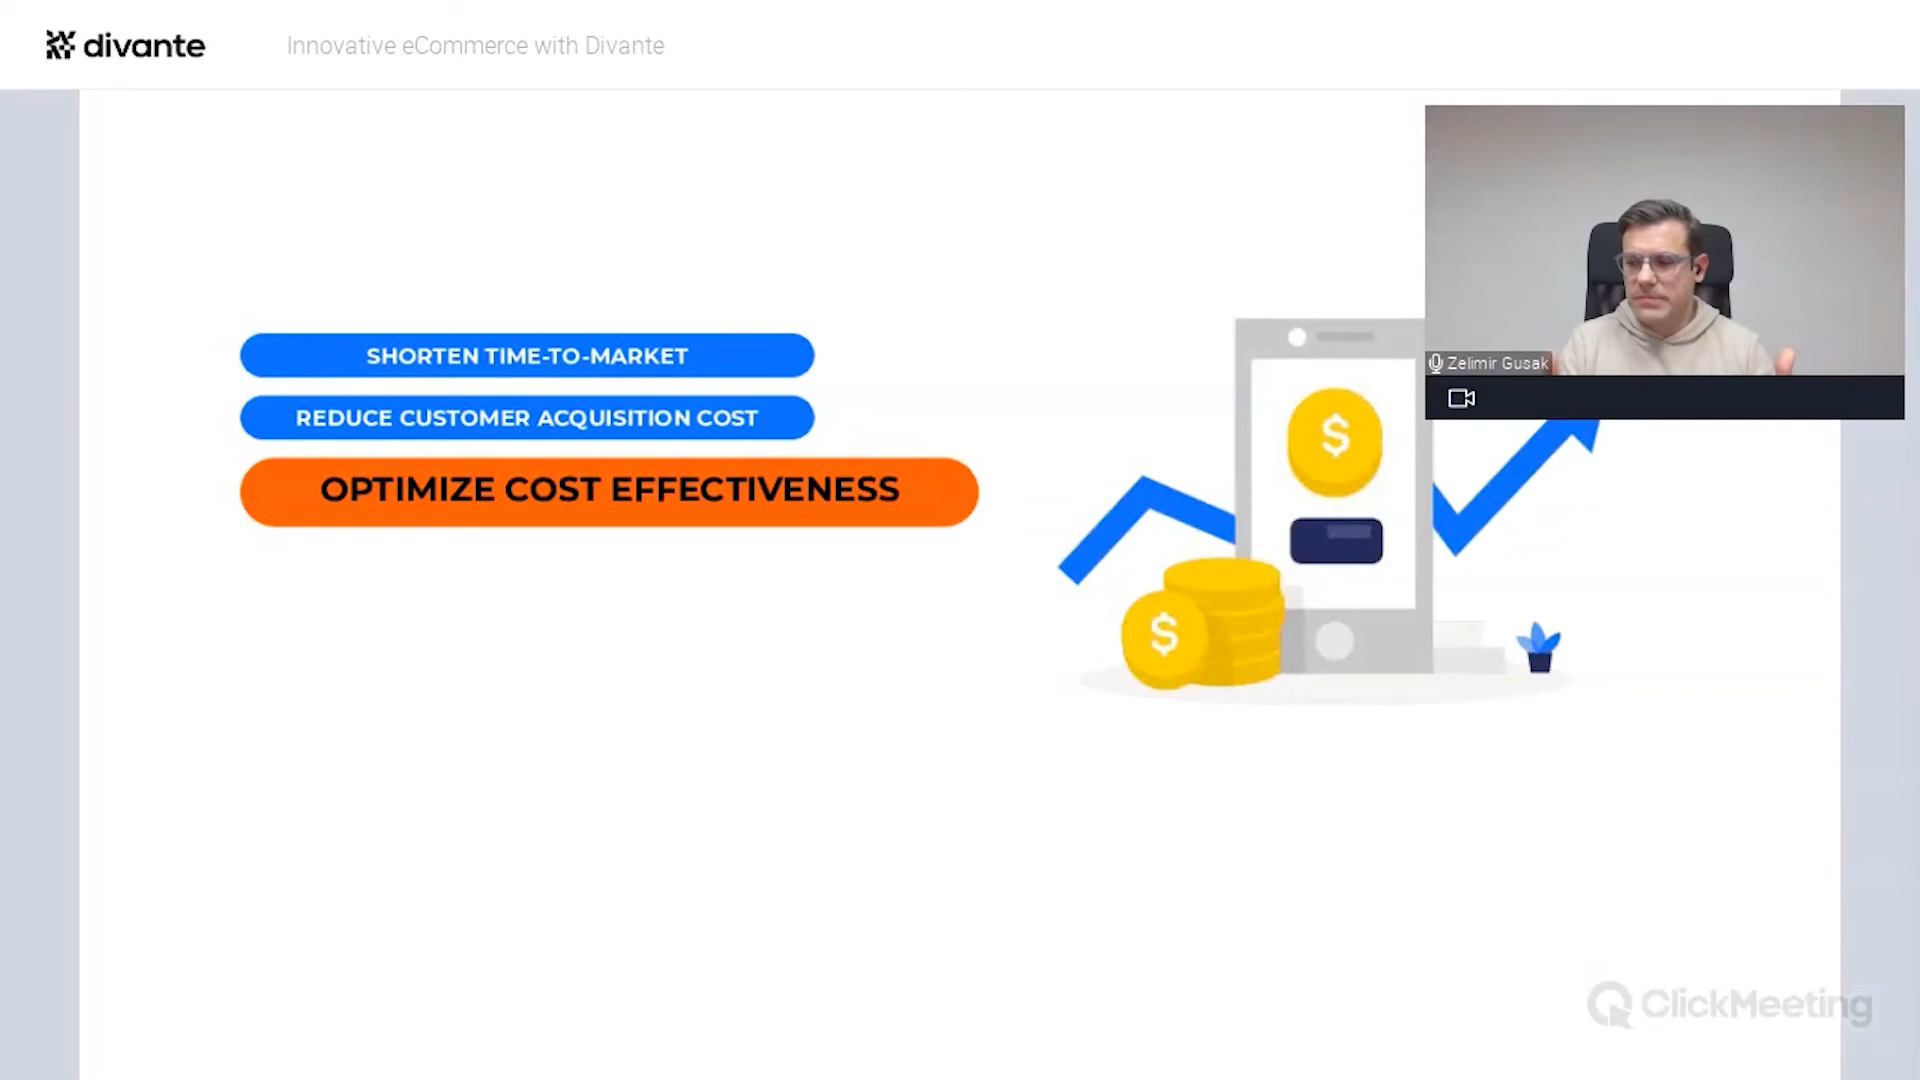 divante
Innovative eCommerce with Divante
SHORTEN TIME-TO-MARKET
REDUCE CUSTOMER ACQUISITION COST
OPTIMIZE COST EFFECTIVENESS
$
$
Zelimir Gusak
ClickMeeting